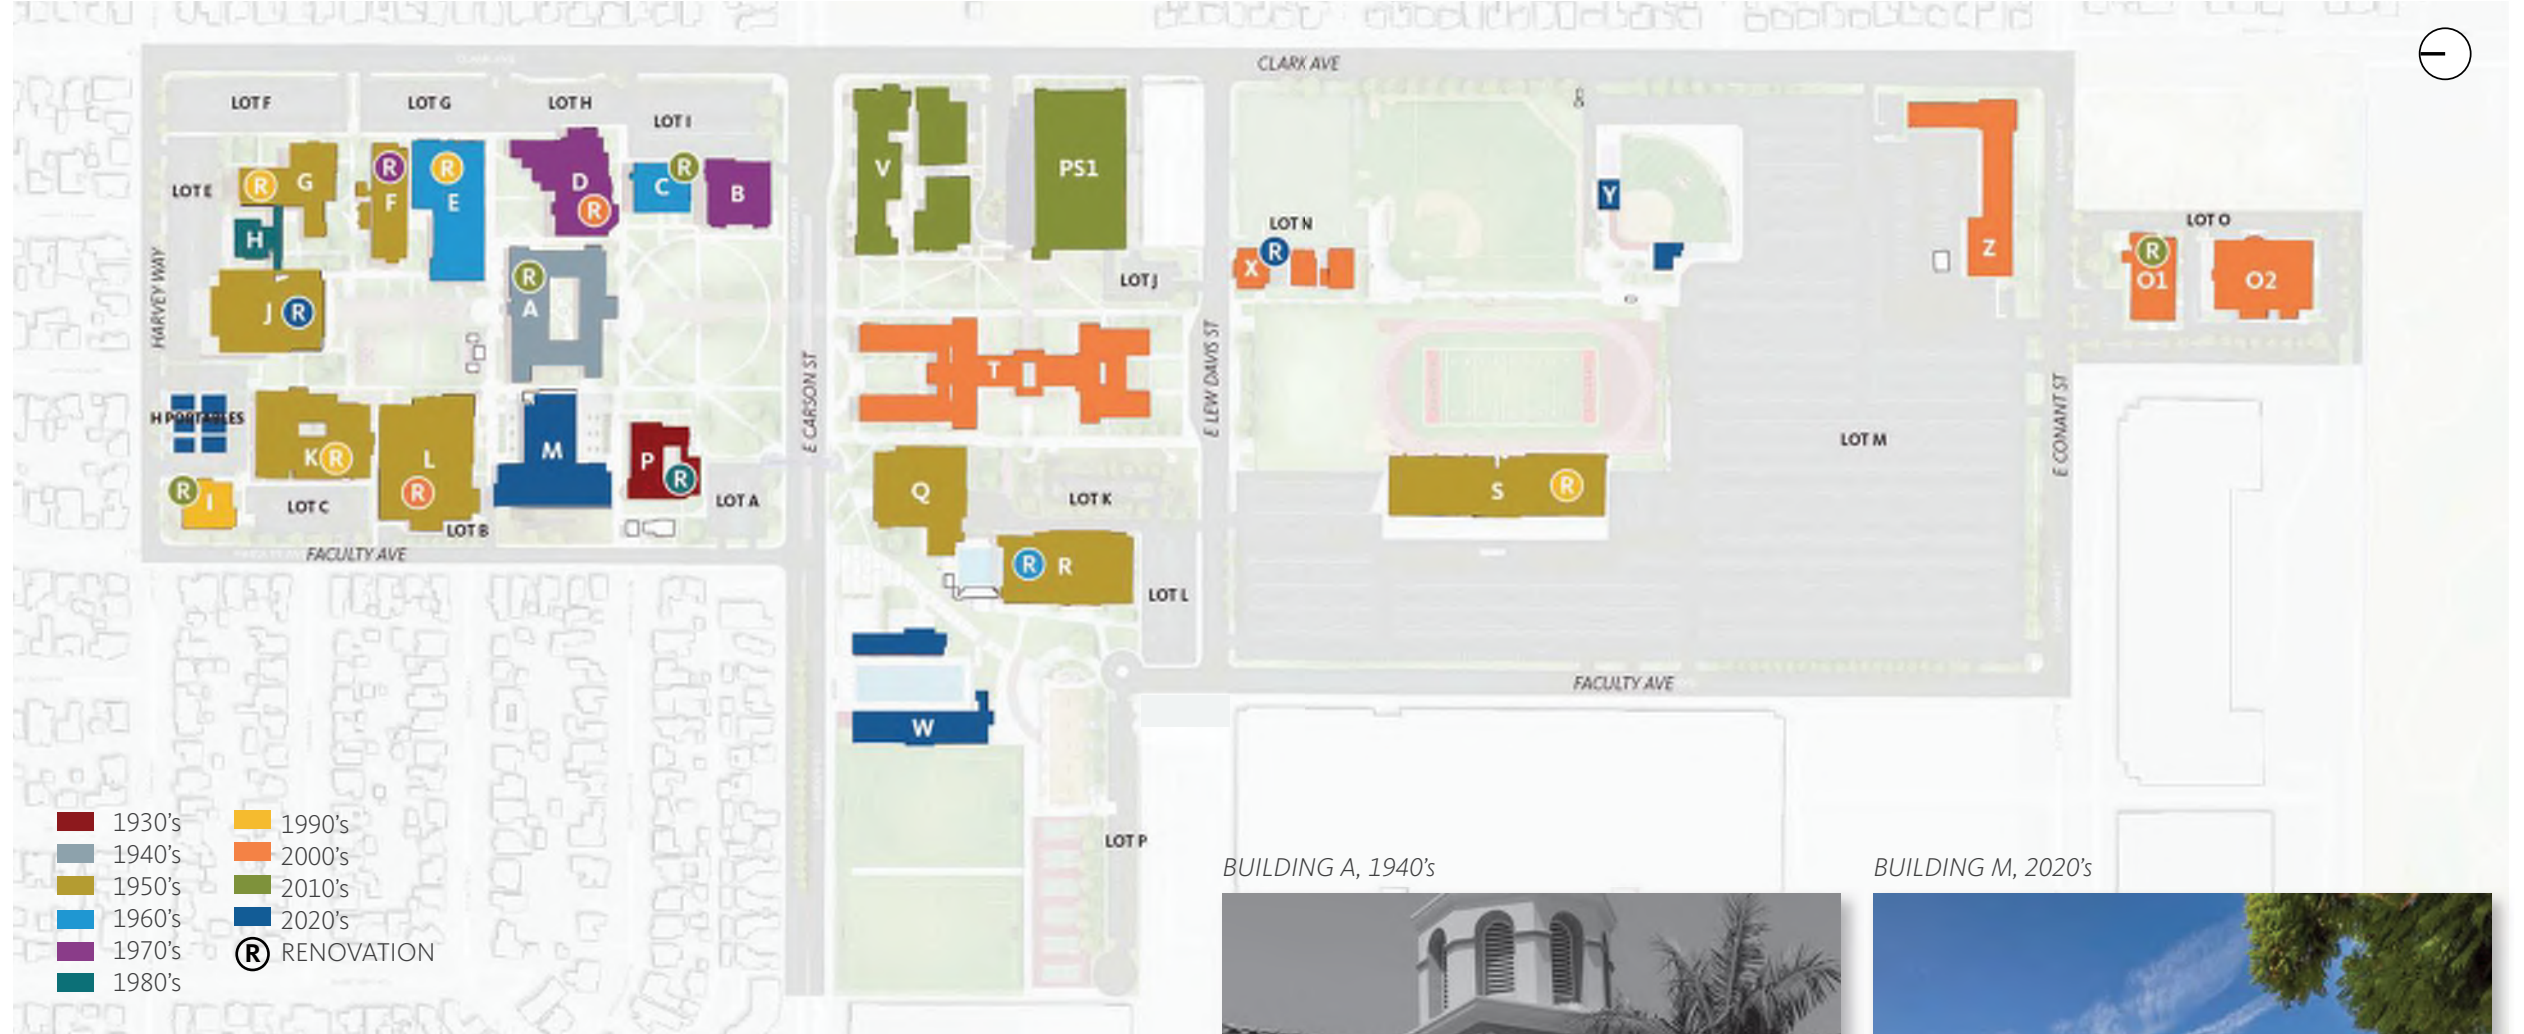 CLARK AVE
CLARK AVE
LOT F
LOT G
LOT H
LOT I
LOT E
G
R
R
F
R
E
D
R
C
R
B
V
PS1
Y
LOT N
X
R
Z
LOT O
R
O1
O2
H
HARVEY WAY
J
R
R
A
LOT J
H PORTABLES
K
R
L
R
M
P
R
E CARSON ST
T
E LEW DAVIS ST
LOT M
E CONANT ST
R
I
LOT C
LOT B
LOT A
Q
LOT K
S
R
FACULTY AVE
R
R
LOT L
FACULTY AVE
W
LOT P
1930's
1940's
1950's
1960's
1970's
1980's
1990's
2000's
2010's
2020's
R
RENOVATION
BUILDING A, 1940's
BUILDING M, 2020's